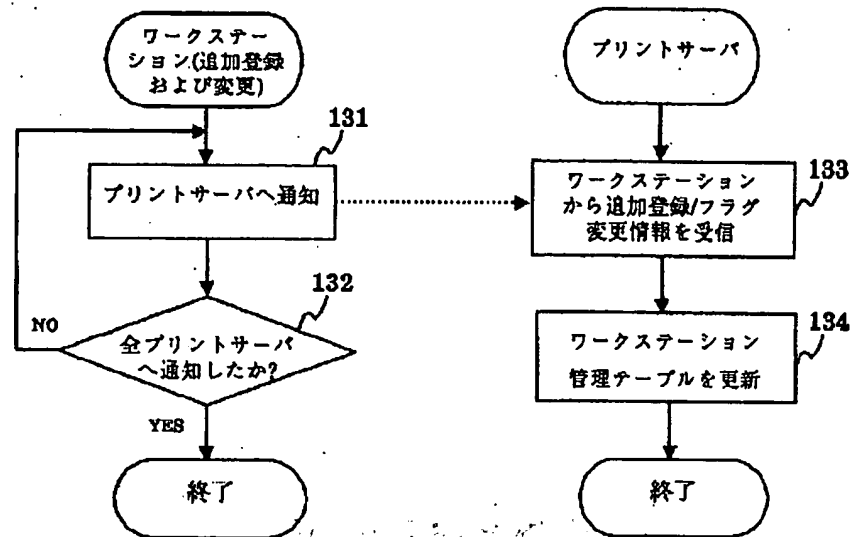 ワークステー
ション(追加登録
および変更)
131
プリントサーバへ通知
132
全プリントサーバ
へ通知したか?
NO
YES
終了
プリントサーバ
133
ワークステーション
から追加登録/フラグ
変更情報を受信
134
ワークステーション
管理テーブルを更新
終了